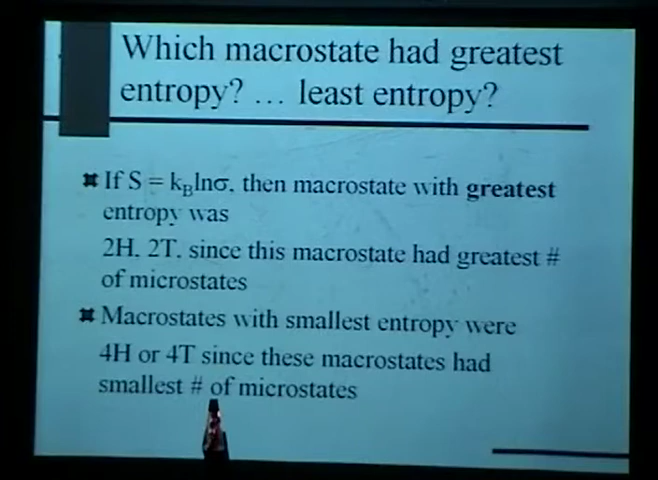 Which macrostate had greatest
entropy? … least entropy?
If S = kBlnσ, then macrostate with greatest
entropy was
2H, 2T, since this macrostate had greatest #
of microstates
Macrostates with smallest entropy were
4H or 4T since these macrostates had
smallest # of microstates